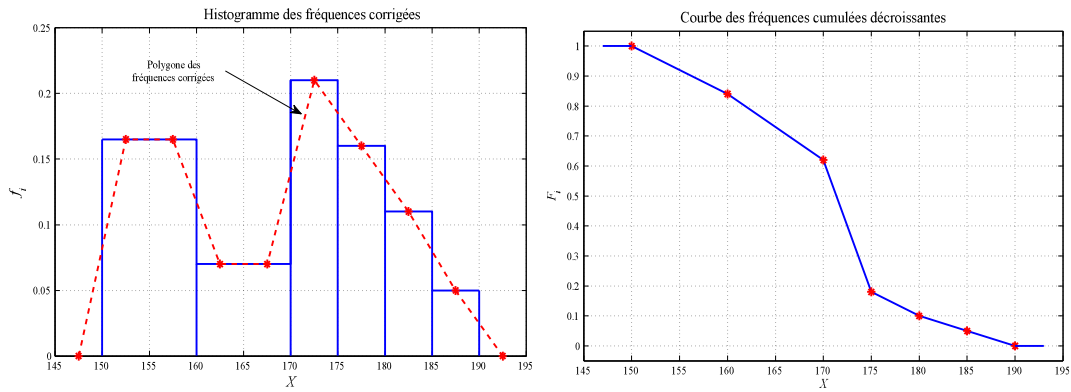 Histogramme des fréquences corrigées
0.25
0.2
0.15
0.1
0.05
0
f_i
Polygone des
fréquences corrigées
145 150 155 160 165 170 175 180 185 190 195
X
Courbe des fréquences cumulées décroissantes
1
0.9
0.8
0.7
0.6
0.5
0.4
0.3
0.2
0.1
0
F_i
145 150 155 160 165 170 175 180 185 190 195
X